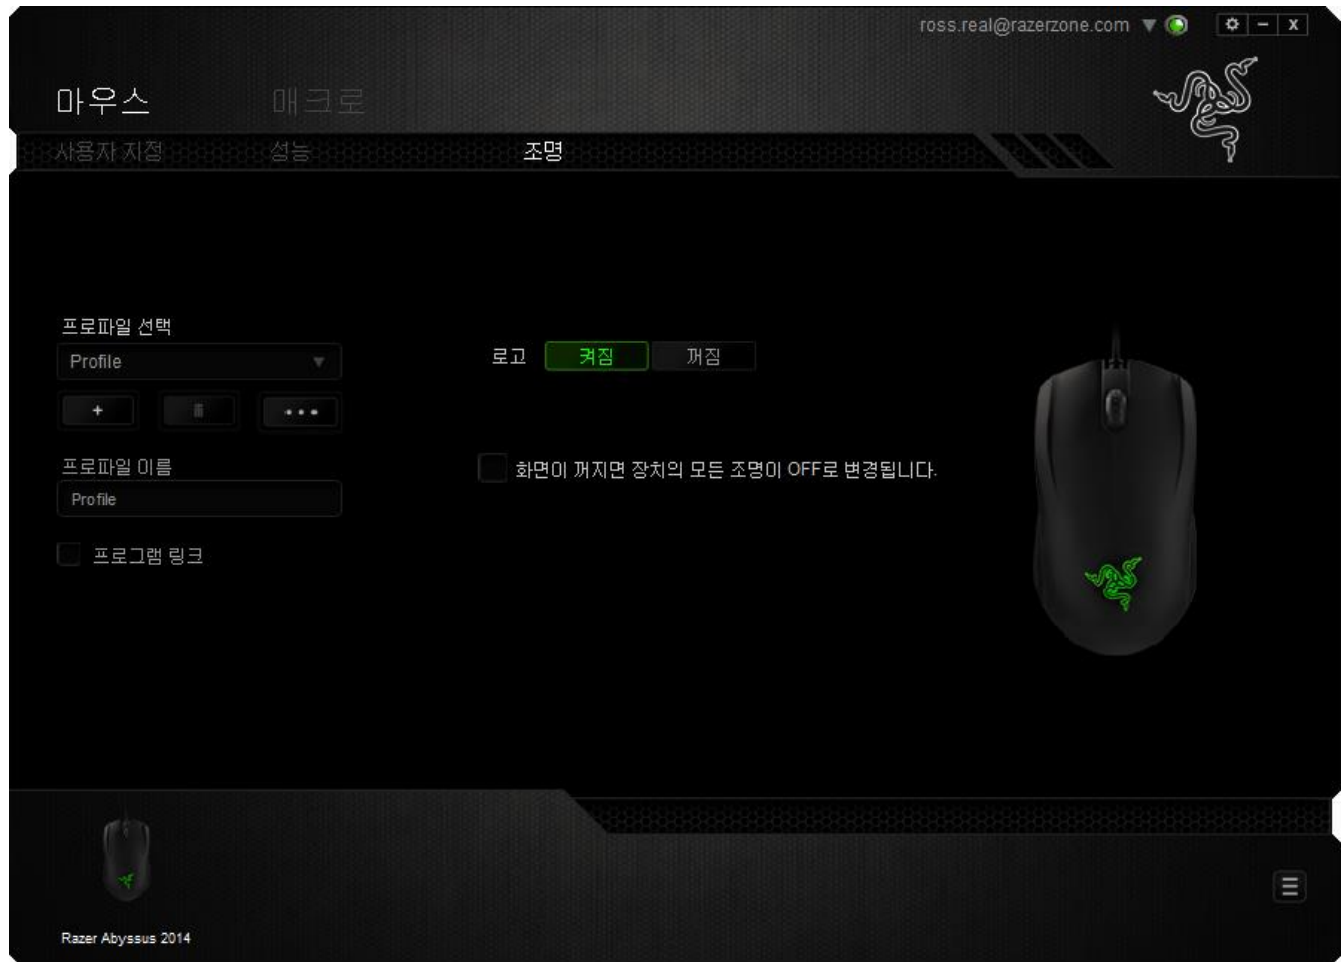 ross.real@razerzone.com
마우스 매크로
사용자 지정 성능 조명
프로파일 선택
Profile
로고 켜짐 꺼짐
프로파일 이름
Profile
화면이 꺼지면 장치의 모든 조명이 OFF로 변경됩니다.
프로그램 링크
Razer Abyssus 2014